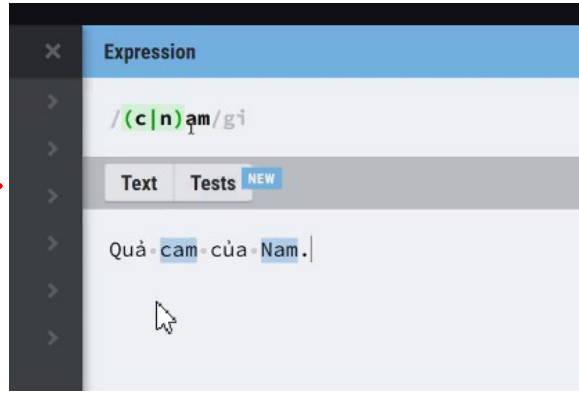 Expression
/(c|n)am/gi
Text Tests NEW
Quả cam của Nam.